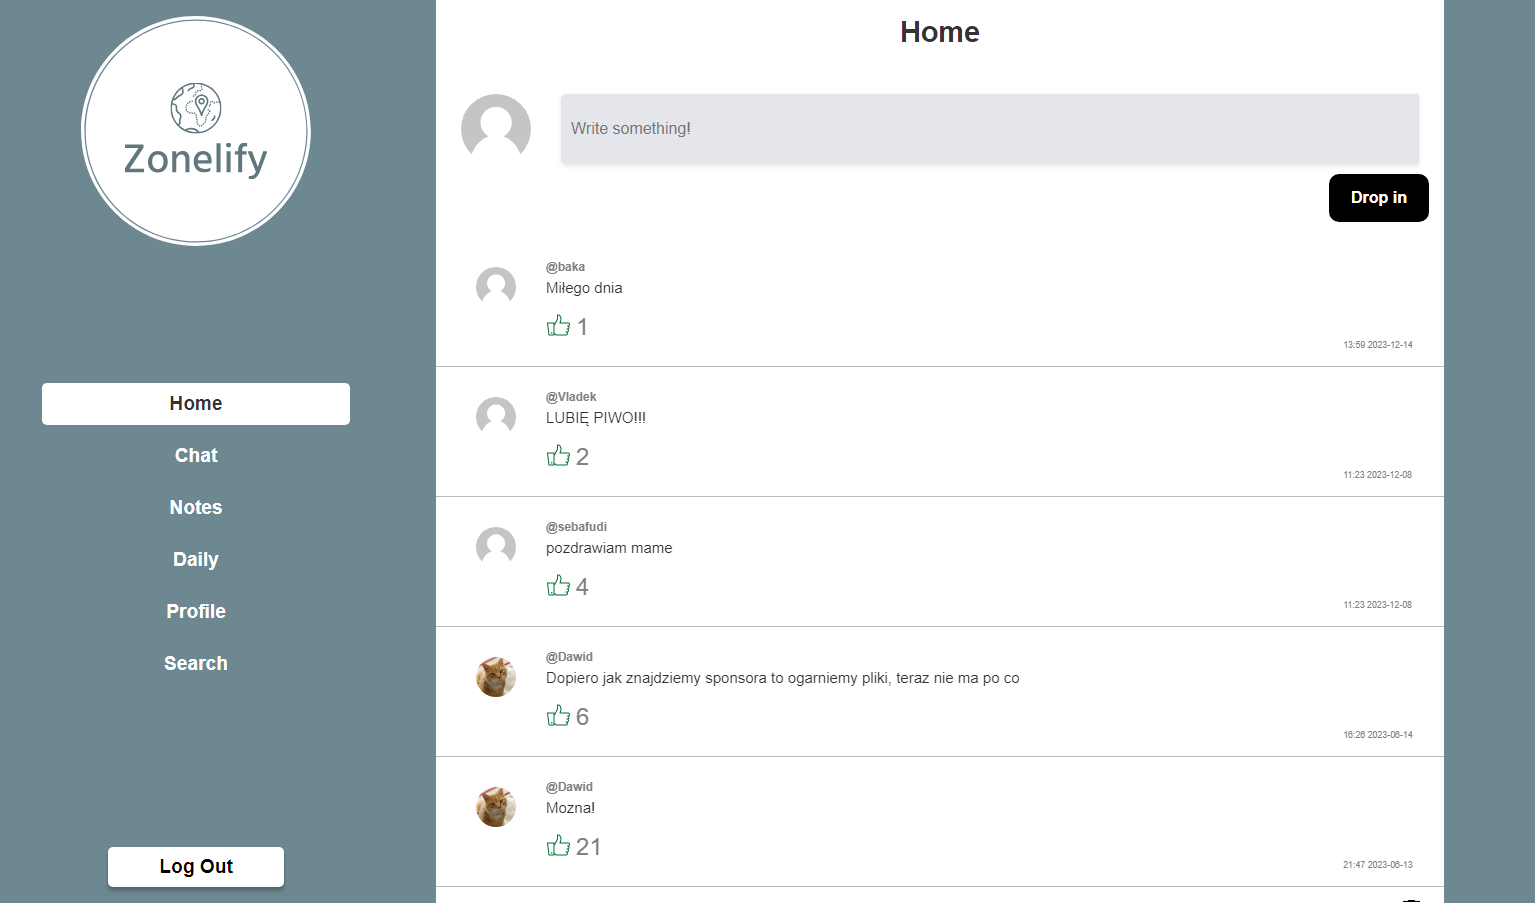 Zonelify
Home
Chat
Notes
Daily
Profile
Search
Log Out
Home
Write something!
Drop in
@baka
Miłego dnia
1
13:59 2023-12-14
@Vladek
LUBIĘ PIWO!!!
2
11:23 2023-12-08
@sebafudi
pozdrawiam mame
4
11:23 2023-12-08
@Dawid
Dopiero jak znajdziemy sponsora to ogarniemy pliki, teraz nie ma po co
6
16:26 2023-06-14
@Dawid
Mozna!
21
21:47 2023-06-13